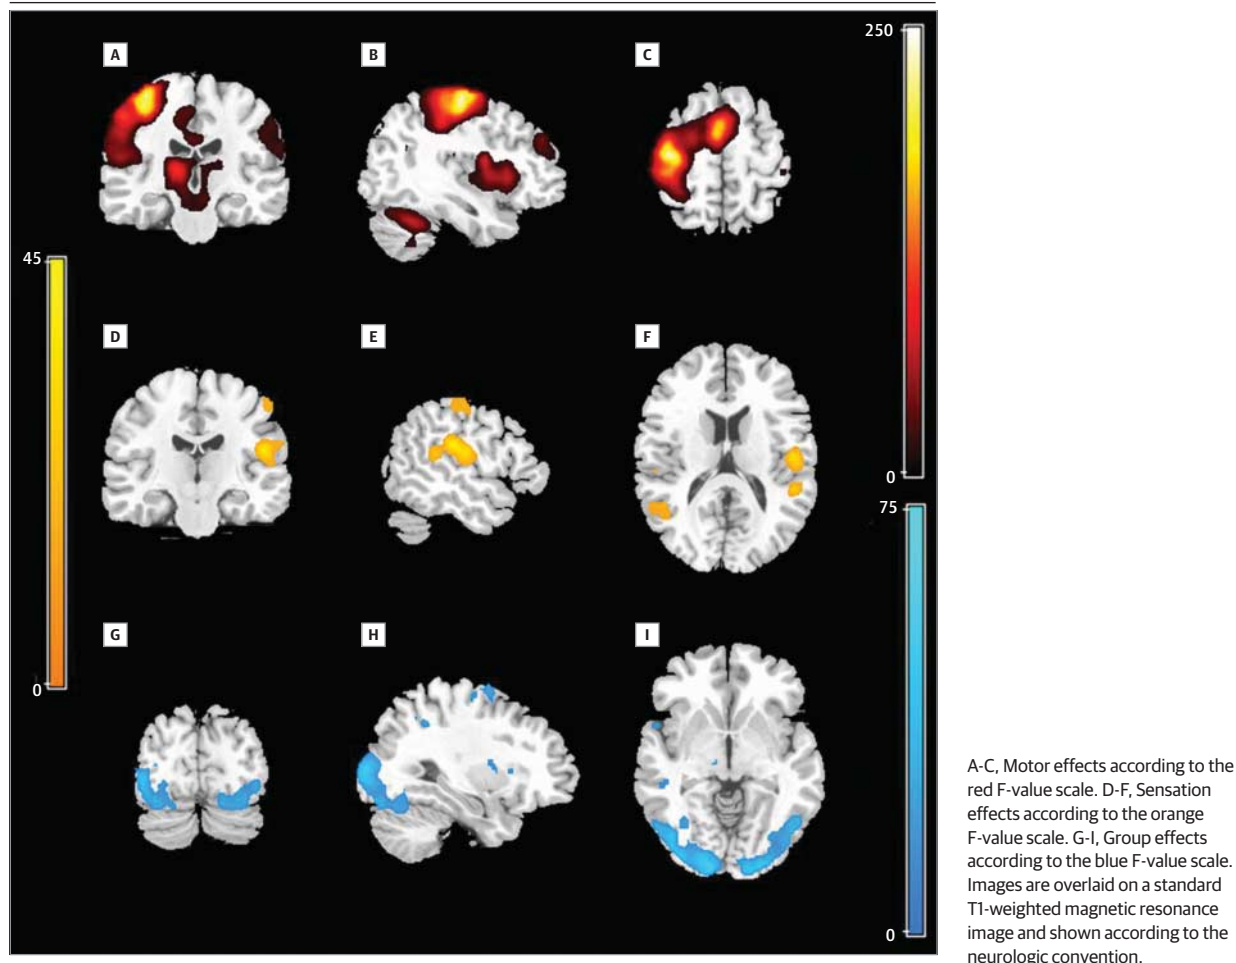 250
A
B
C
45
D
E
F
0
75
G
H
I
0
0
A-C, Motor effects according to the
red F-value scale. D-F, Sensation
effects according to the orange
F-value scale. G-I, Group effects
according to the blue F-value scale.
Images are overlaid on a standard
T1-weighted magnetic resonance
image and shown according to the
neurologic convention.